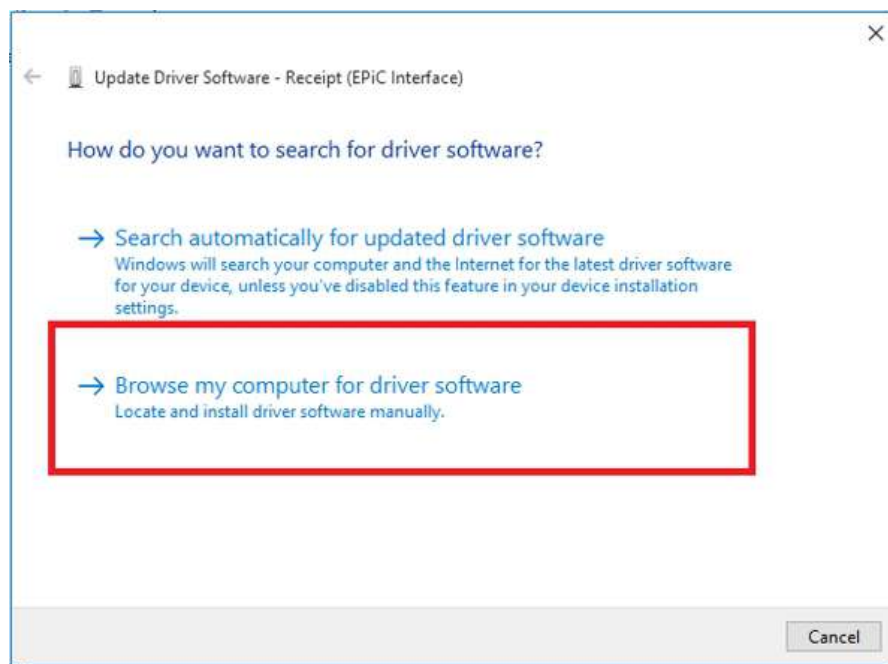 Update Driver Software - Receipt (EPiC Interface)
How do you want to search for driver software?
Search automatically for updated driver software
Windows will search your computer and the Internet for the latest driver software
for your device, unless you've disabled this feature in your device installation
settings.
Browse my computer for driver software
Locate and install driver software manually.
Cancel